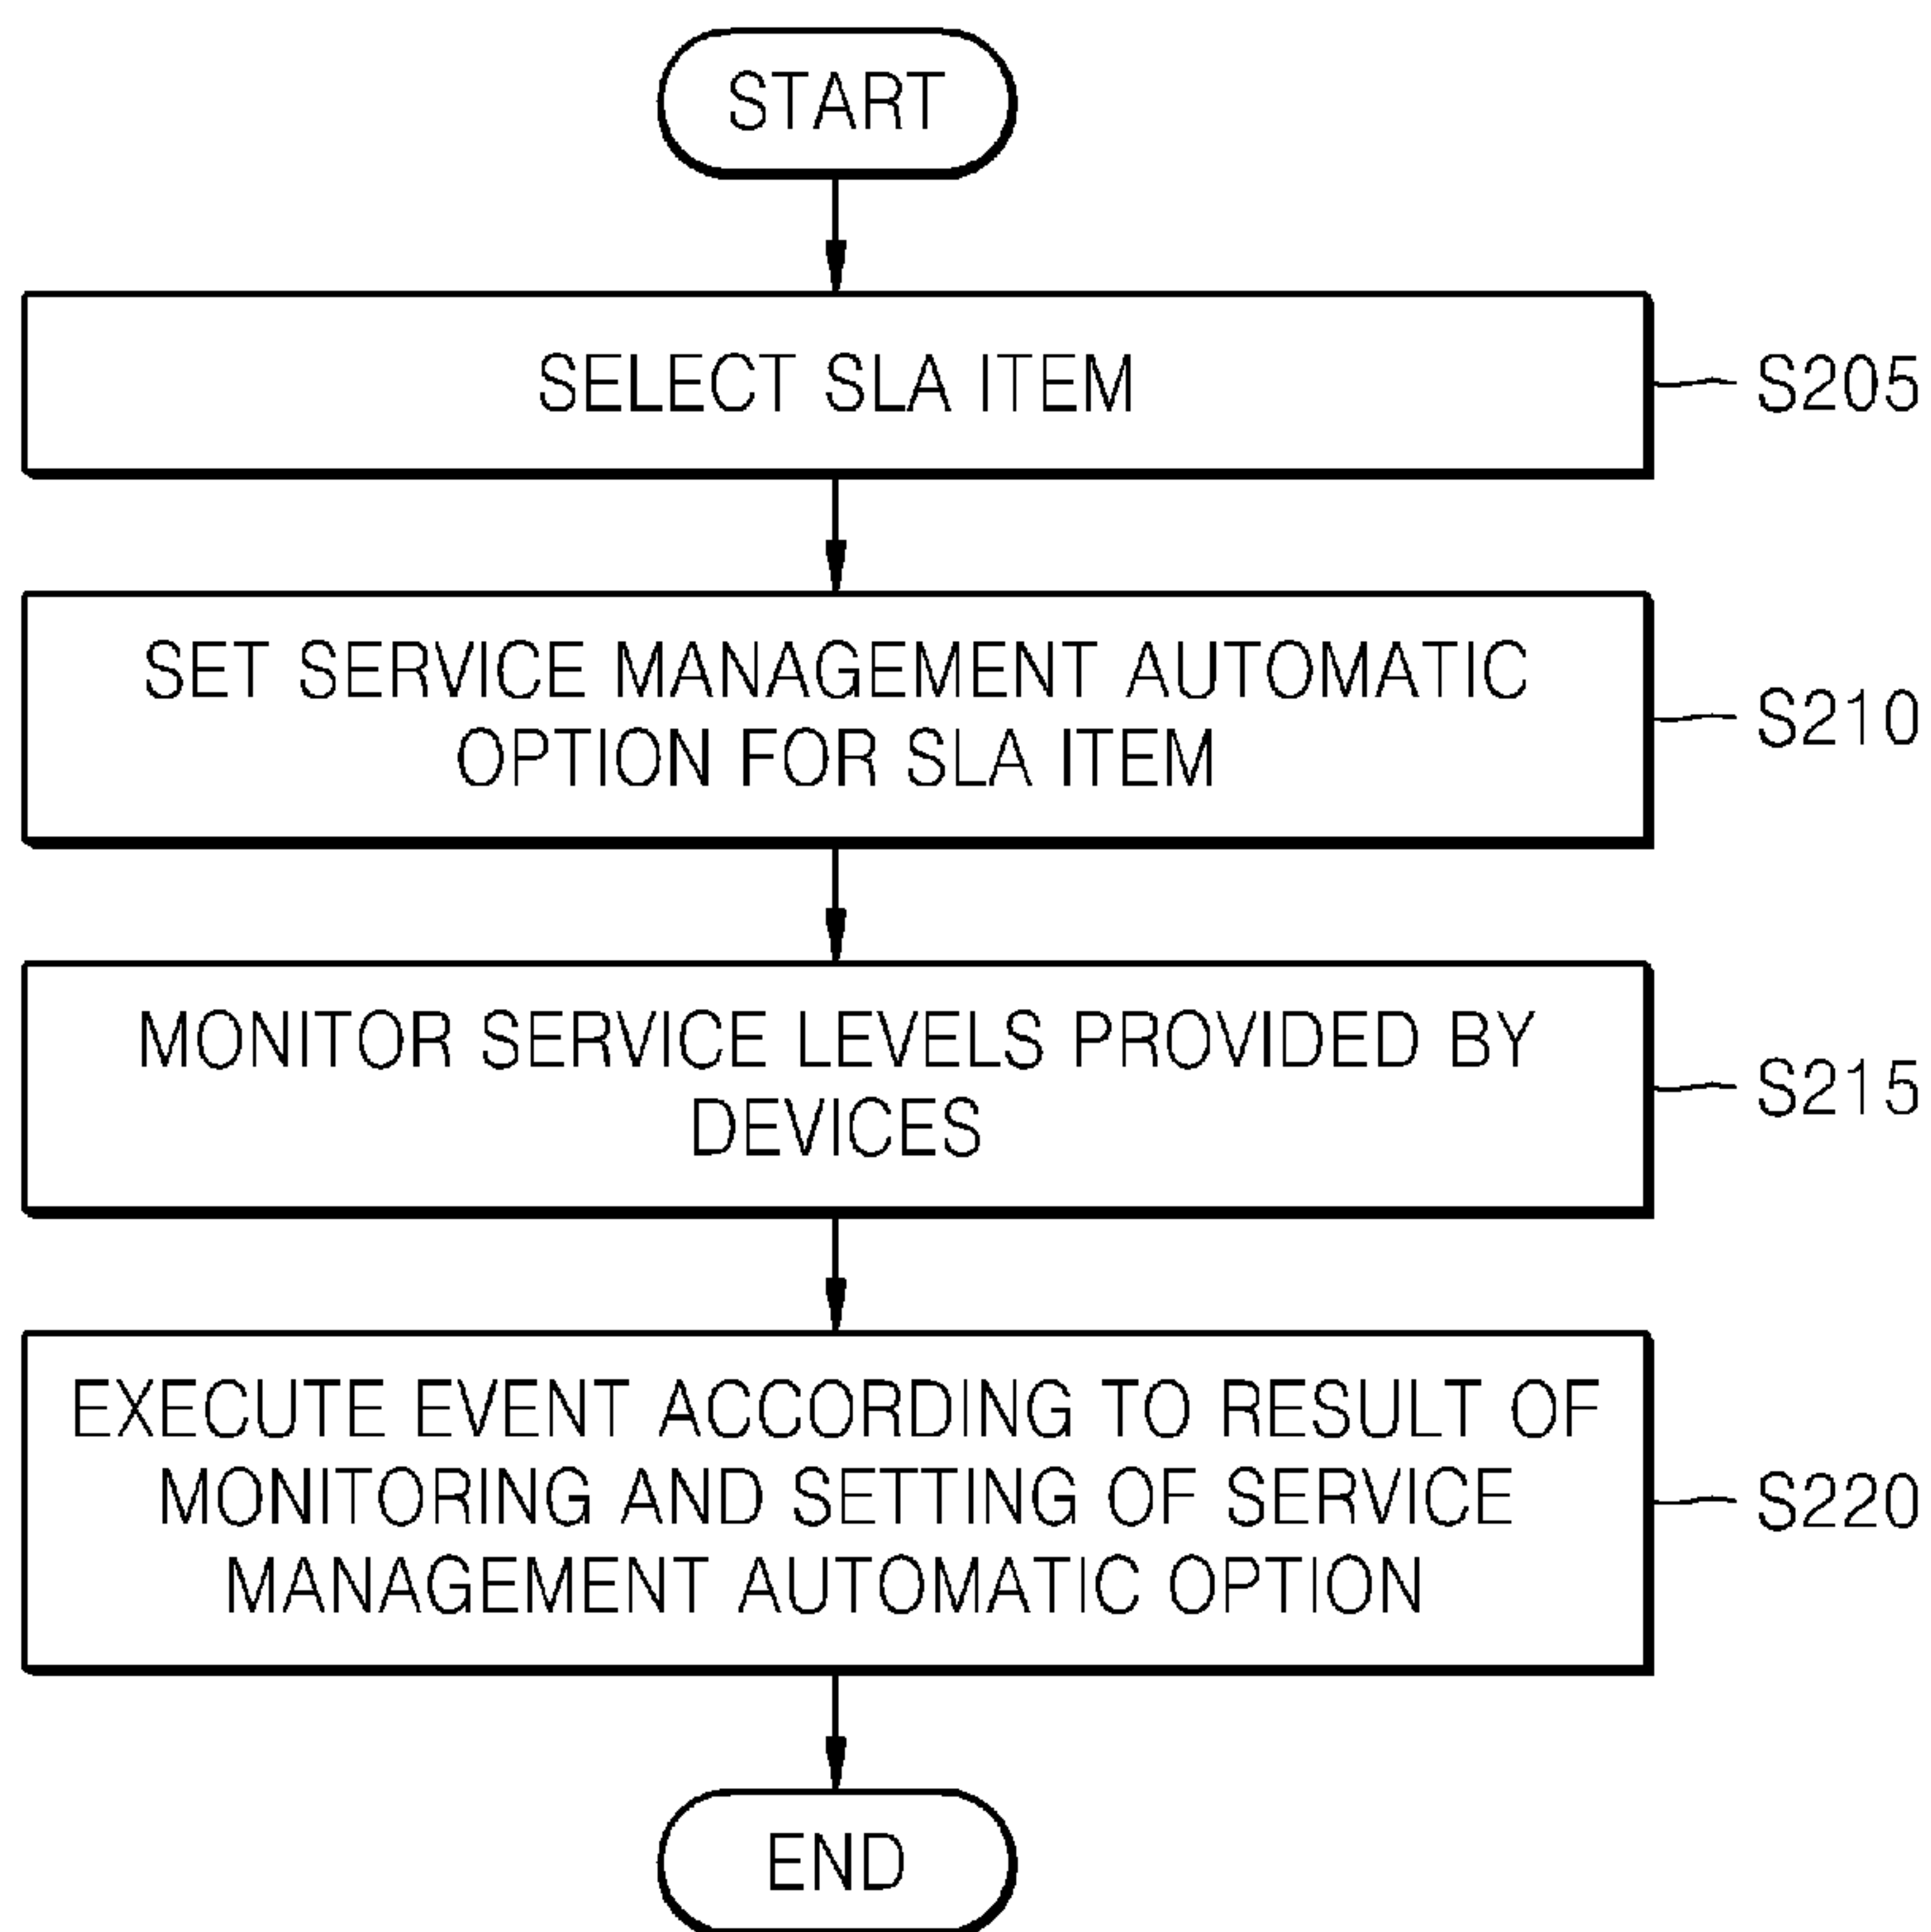 START
SELECT SLA ITEM
S205
SET SERVICE MANAGEMENT AUTOMATIC
OPTION FOR SLA ITEM
S210
MONITOR SERVICE LEVELS PROVIDED BY
DEVICES
S215
EXECUTE EVENT ACCORDING TO RESULT OF
MONITORING AND SETTING OF SERVICE
MANAGEMENT AUTOMATIC OPTION
S220
END